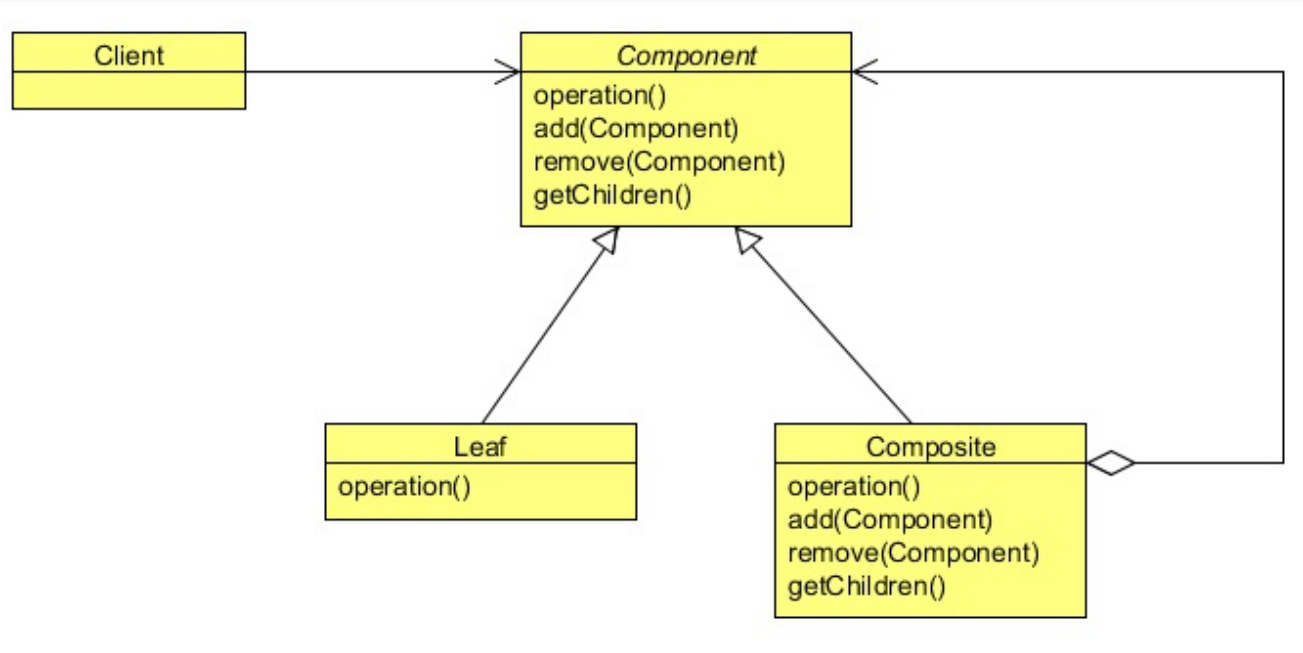 Client
Component
operation()
add(Component)
remove(Component)
getChildren()
Leaf
operation()
Composite
operation()
add(Component)
remove(Component)
getChildren()